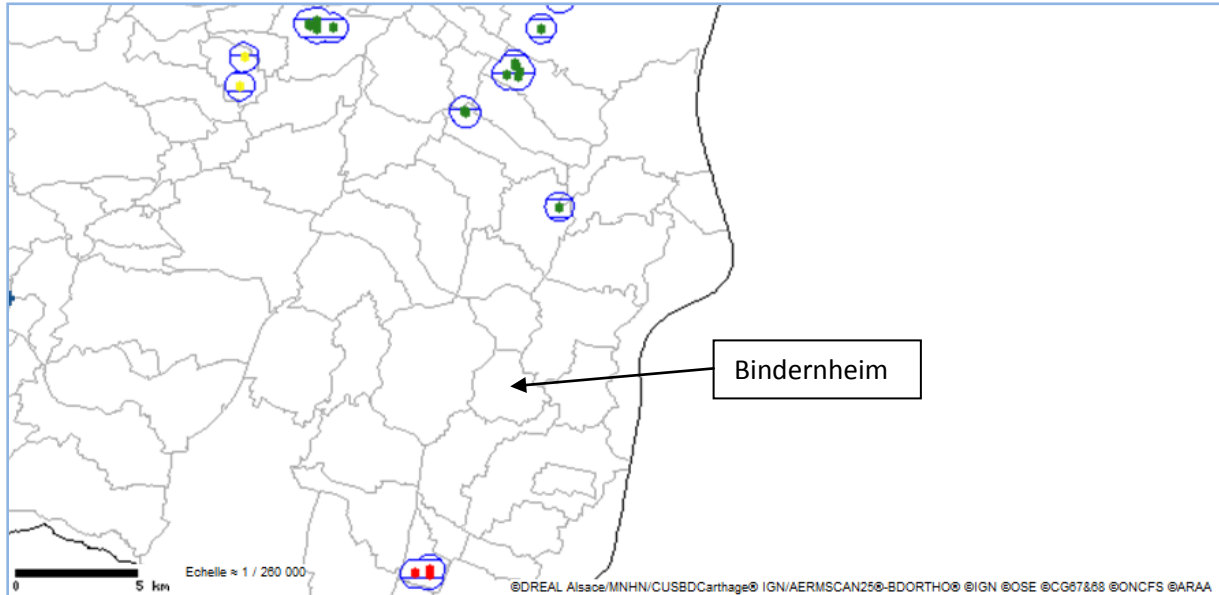 Bindernheim
Echelle ≈ 1 / 260 000
0 5 km
©DREAL Alsace/MNHN/CUSBDCarthage® IGN/AERMSCAN25®-BDORTHO® @IGN ©OSE ©CG67&68 ©ONCFS ©ARAA